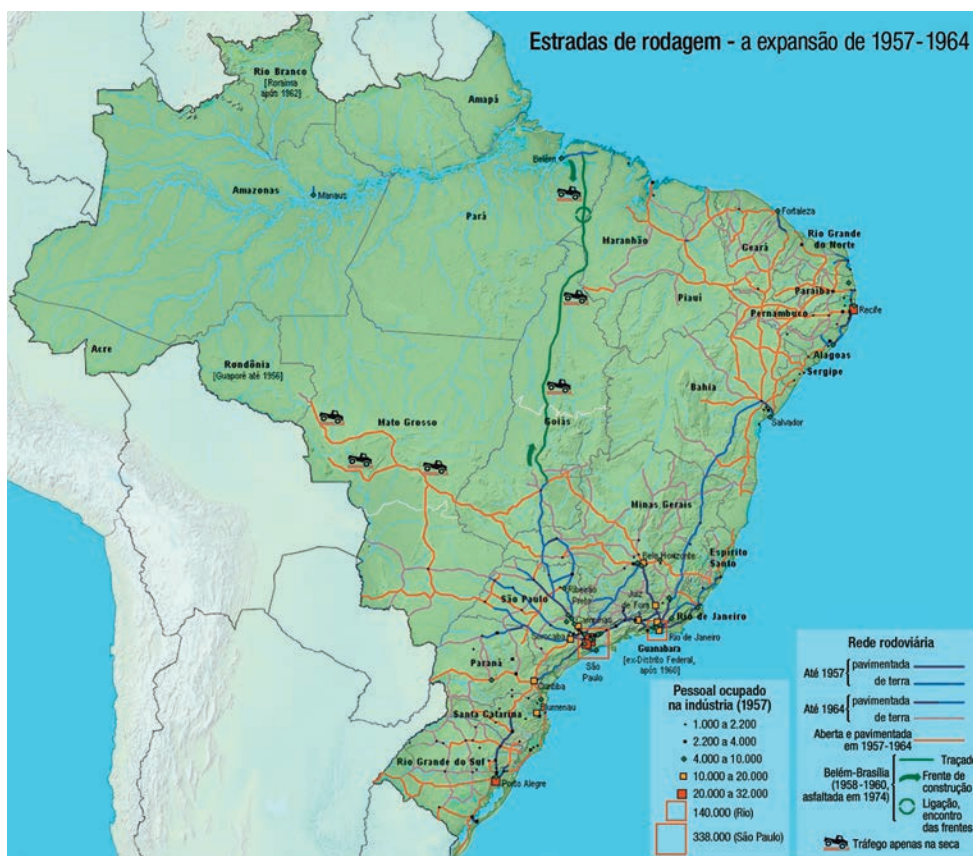 Estradas de rodagem - a expansão de 1957-1964
Rio Branco
[Roraima
após 1962]
Amapá
Belém
Amazonas
Manaus
Pará
Maranhão
Fortaleza
Ceará
Rio Grande
do Norte
Paraíba
Piauí
Pernambuco
Recife
Alagoas
Sergipe
Acre
Rondônia
[Guaporé até 1956]
Bahia
Mato Grosso
Goiás
Salvador
Minas Gerais
Belo Horizonte
Espírito
Santo
Ribeirão
Preto
São Paulo
Juiz
de Fora
Campinas
Rio de Janeiro
Sorocaba
Rio de Janeiro
Guanabara
[ex-Distrito Federal,
após 1960]
São
Paulo
Paraná
Curitiba
Blumenau
Santa Catarina
Rio Grande do Sul
Porto Alegre
Pessoal ocupado
na indústria (1957)
1.000 a 2.200
2.200 a 4.000
4.000 a 10.000
10.000 a 20.000
20.000 a 32.000
140.000 (Rio)
338.000 (São Paulo)
Rede rodoviária
Até 1957
pavimentada
de terra
Até 1964
pavimentada
de terra
Aberta e pavimentada
em 1957-1964
Belém-Brasília
(1958-1960,
asfaltada em 1974)
Traçado
Frente de
construção
Ligação,
encontro
das frentes
Tráfego apenas na seca